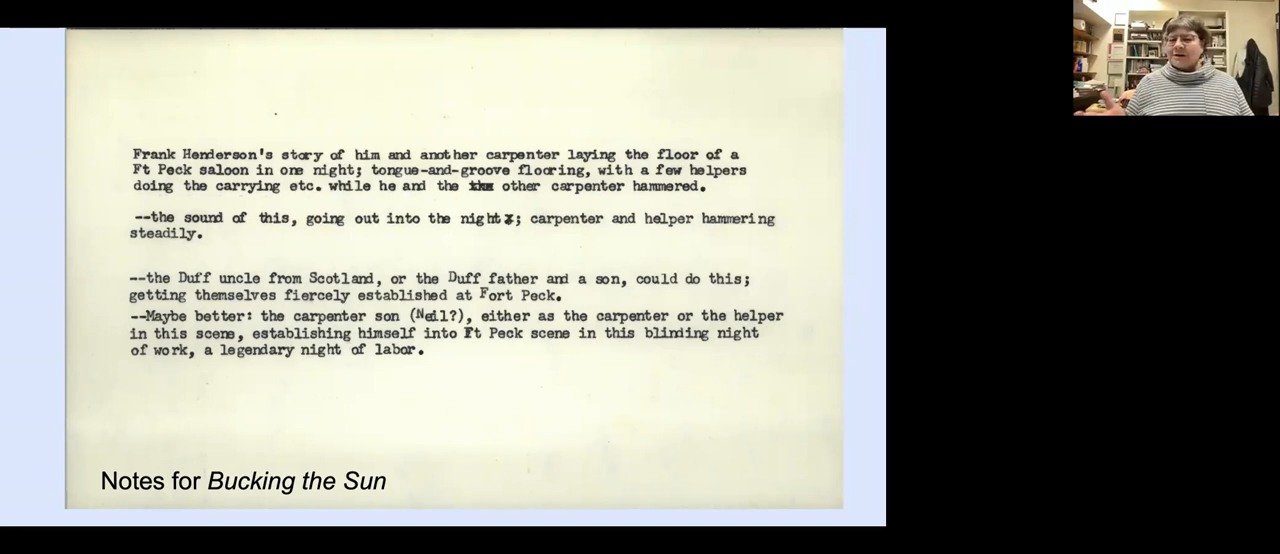 Frank Henderson's story of him and another carpenter laying the floor of a
Ft Peck saloon in one night; tongue-and-groove flooring, with a few helpers
doing the carrying etc. while he and the other carpenter hammered.
--the sound of this, going out into the night; carpenter and helper hammering
steadily.
--the Duff uncle from Scotland, or the Duff father and a son, could do this;
getting themselves fiercely established at Fort Peck.
--Maybe better: the carpenter son (Neil?), either as the carpenter or the helper
in this scene, establishing himself into Ft Peck scene in this blinding night
of work, a legendary night of labor.
Notes for Bucking the Sun